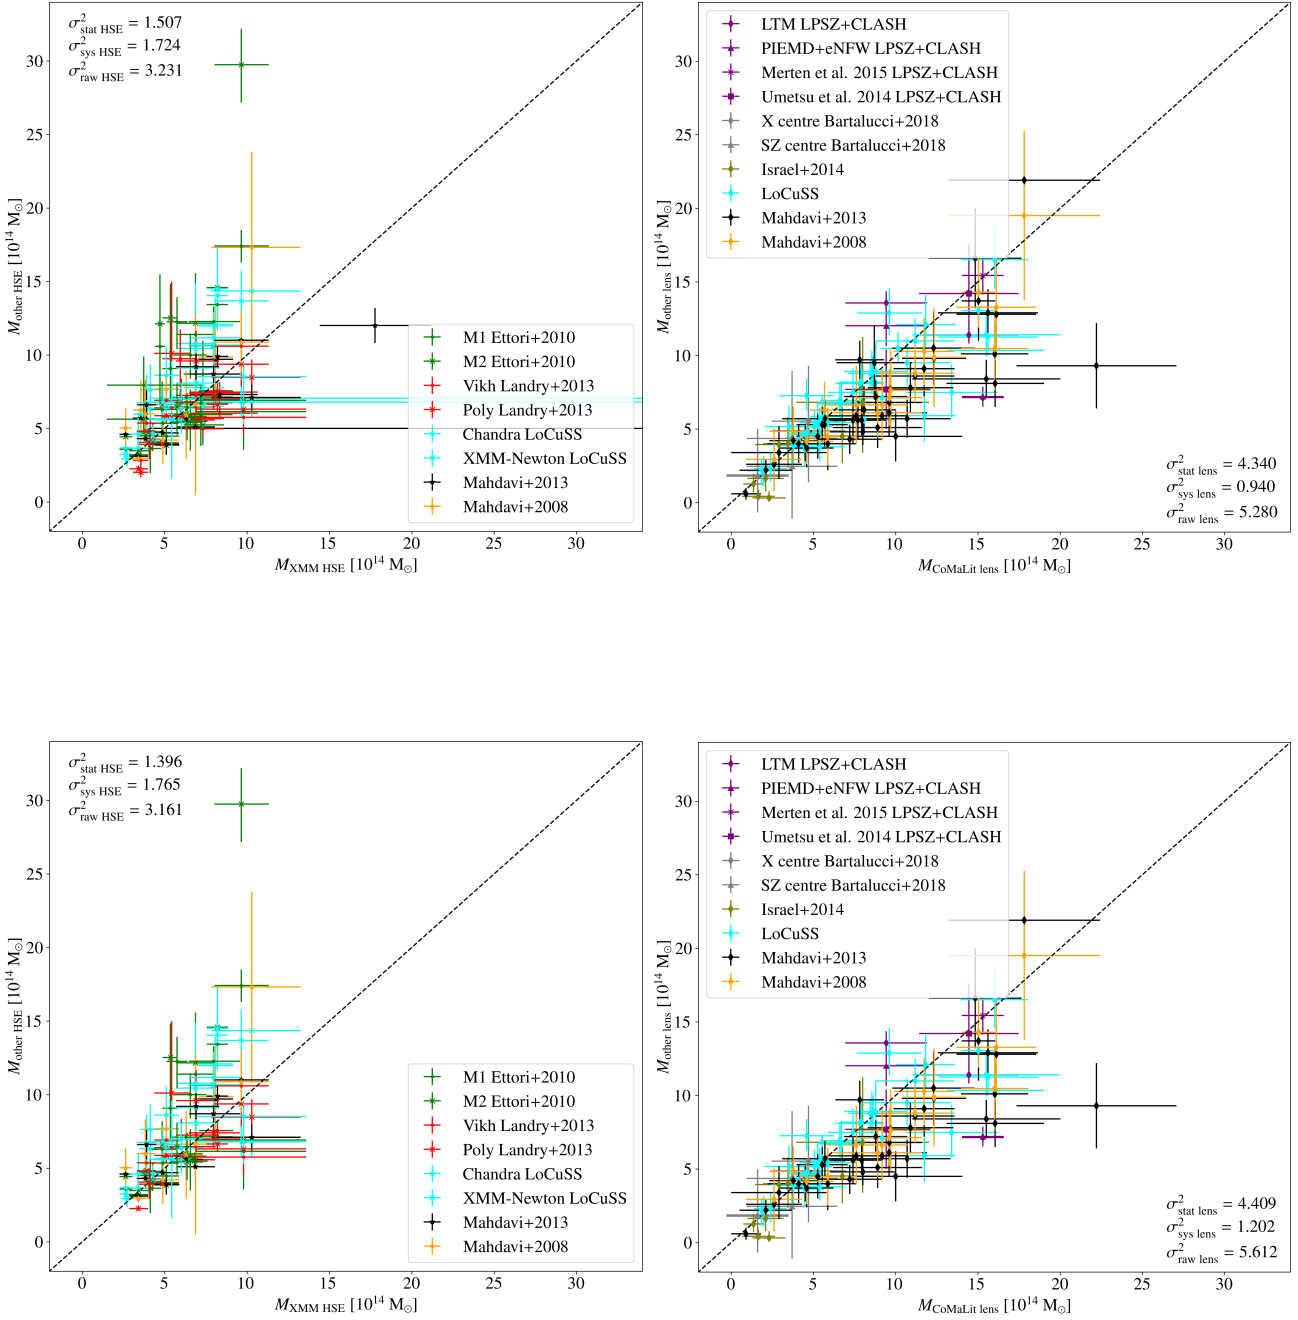 σ²stat HSE = 1.507
σ²sys HSE = 1.724
σ²raw HSE = 3.231
30
25
20
15
10
5
0
Mother HSE [10¹⁴ M⊙]
M1 Ettori+2010
M2 Ettori+2010
Vikh Landry+2013
Poly Landry+2013
Chandra LoCuSS
XMM-Newton LoCuSS
Mahdavi+2013
Mahdavi+2008
0 5 10 15 20 25 30
MXMM HSE [10¹⁴ M⊙]
LTM LPSZ+CLASH
PIEMD+eNFW LPSZ+CLASH
Merten et al. 2015 LPSZ+CLASH
Umetsu et al. 2014 LPSZ+CLASH
X centre Bartalucci+2018
SZ centre Bartalucci+2018
Israel+2014
LoCuSS
Mahdavi+2013
Mahdavi+2008
30
25
20
15
10
5
0
Mother lens [10¹⁴ M⊙]
σ²stat lens = 4.340
σ²sys lens = 0.940
σ²raw lens = 5.280
0 5 10 15 20 25 30
MCoMaLit lens [10¹⁴ M⊙]
σ²stat HSE = 1.396
σ²sys HSE = 1.765
σ²raw HSE = 3.161
30
25
20
15
10
5
0
Mother HSE [10¹⁴ M⊙]
M1 Ettori+2010
M2 Ettori+2010
Vikh Landry+2013
Poly Landry+2013
Chandra LoCuSS
XMM-Newton LoCuSS
Mahdavi+2013
Mahdavi+2008
0 5 10 15 20 25 30
MXMM HSE [10¹⁴ M⊙]
LTM LPSZ+CLASH
PIEMD+eNFW LPSZ+CLASH
Merten et al. 2015 LPSZ+CLASH
Umetsu et al. 2014 LPSZ+CLASH
X centre Bartalucci+2018
SZ centre Bartalucci+2018
Israel+2014
LoCuSS
Mahdavi+2013
Mahdavi+2008
30
25
20
15
10
5
0
Mother lens [10¹⁴ M⊙]
σ²stat lens = 4.409
σ²sys lens = 1.202
σ²raw lens = 5.612
0 5 10 15 20 25 30
MCoMaLit lens [10¹⁴ M⊙]